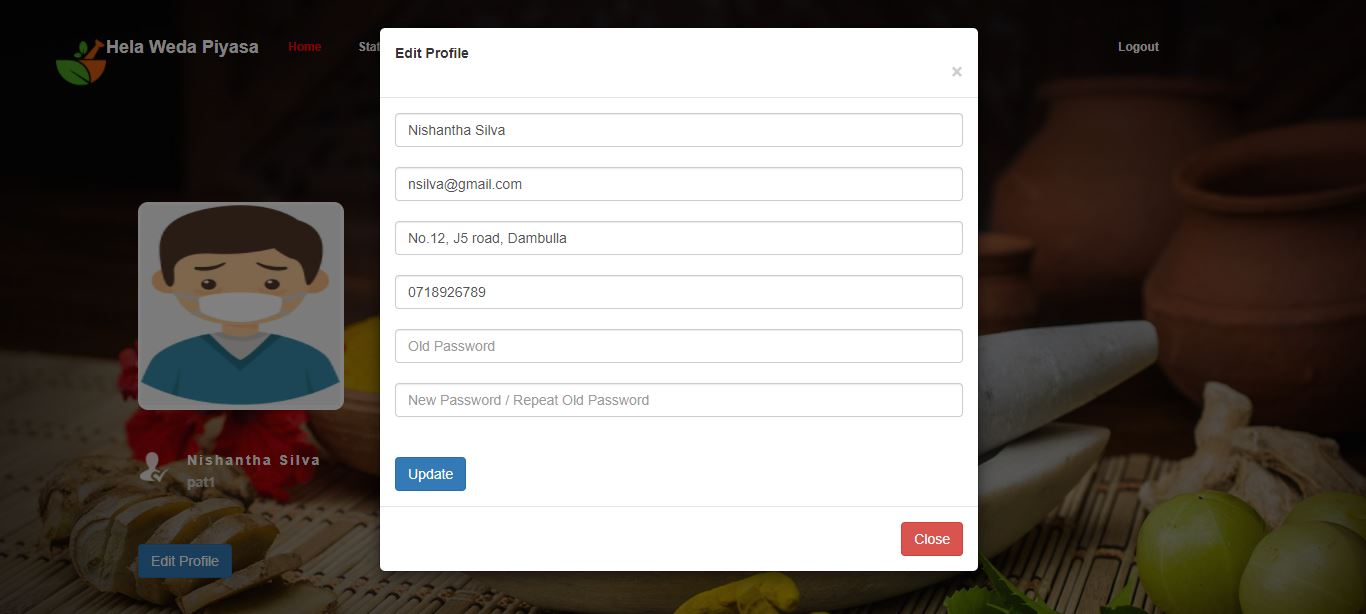 Hela Weda Piyasa
Home
Logout
Edit Profile
×
Nishantha Silva
nsilva@gmail.com
No.12, J5 road, Dambulla
0718926789
Old Password
New Password / Repeat Old Password
Update
Close
Nishantha Silva
pat1
Edit Profile